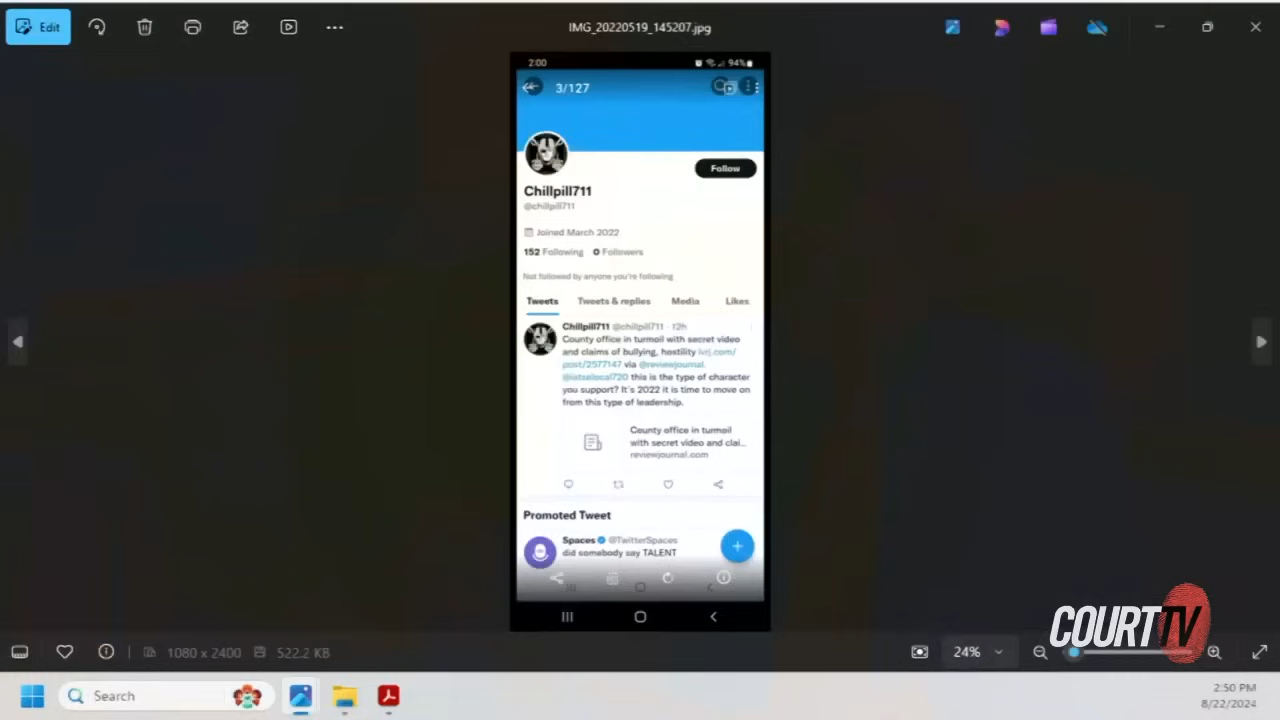 Edit
IMG_20220519_145207.jpg
2:00
94%
3/127
Follow
Chillpill711
@chillpill711
Joined March 2022
152 Following 0 Followers
Not followed by anyone you're following
Tweets Tweets & replies Media Likes
Chillpill711 @chillpill711 · 12h
County office in turmoil with secret video
and claims of bullying, hostility lvrj.com/
post/2577147 via @reviewjournal.
@iatselocal720 this is the type of character
you support? It's 2022 it is time to move on
from this type of leadership.
County office in turmoil
with secret video and clai...
reviewjournal.com
Promoted Tweet
Spaces @TwitterSpaces
did somebody say TALENT
COURT TV
1080 x 2400 522.2 KB
24%
Search
2:50 PM
8/22/2024